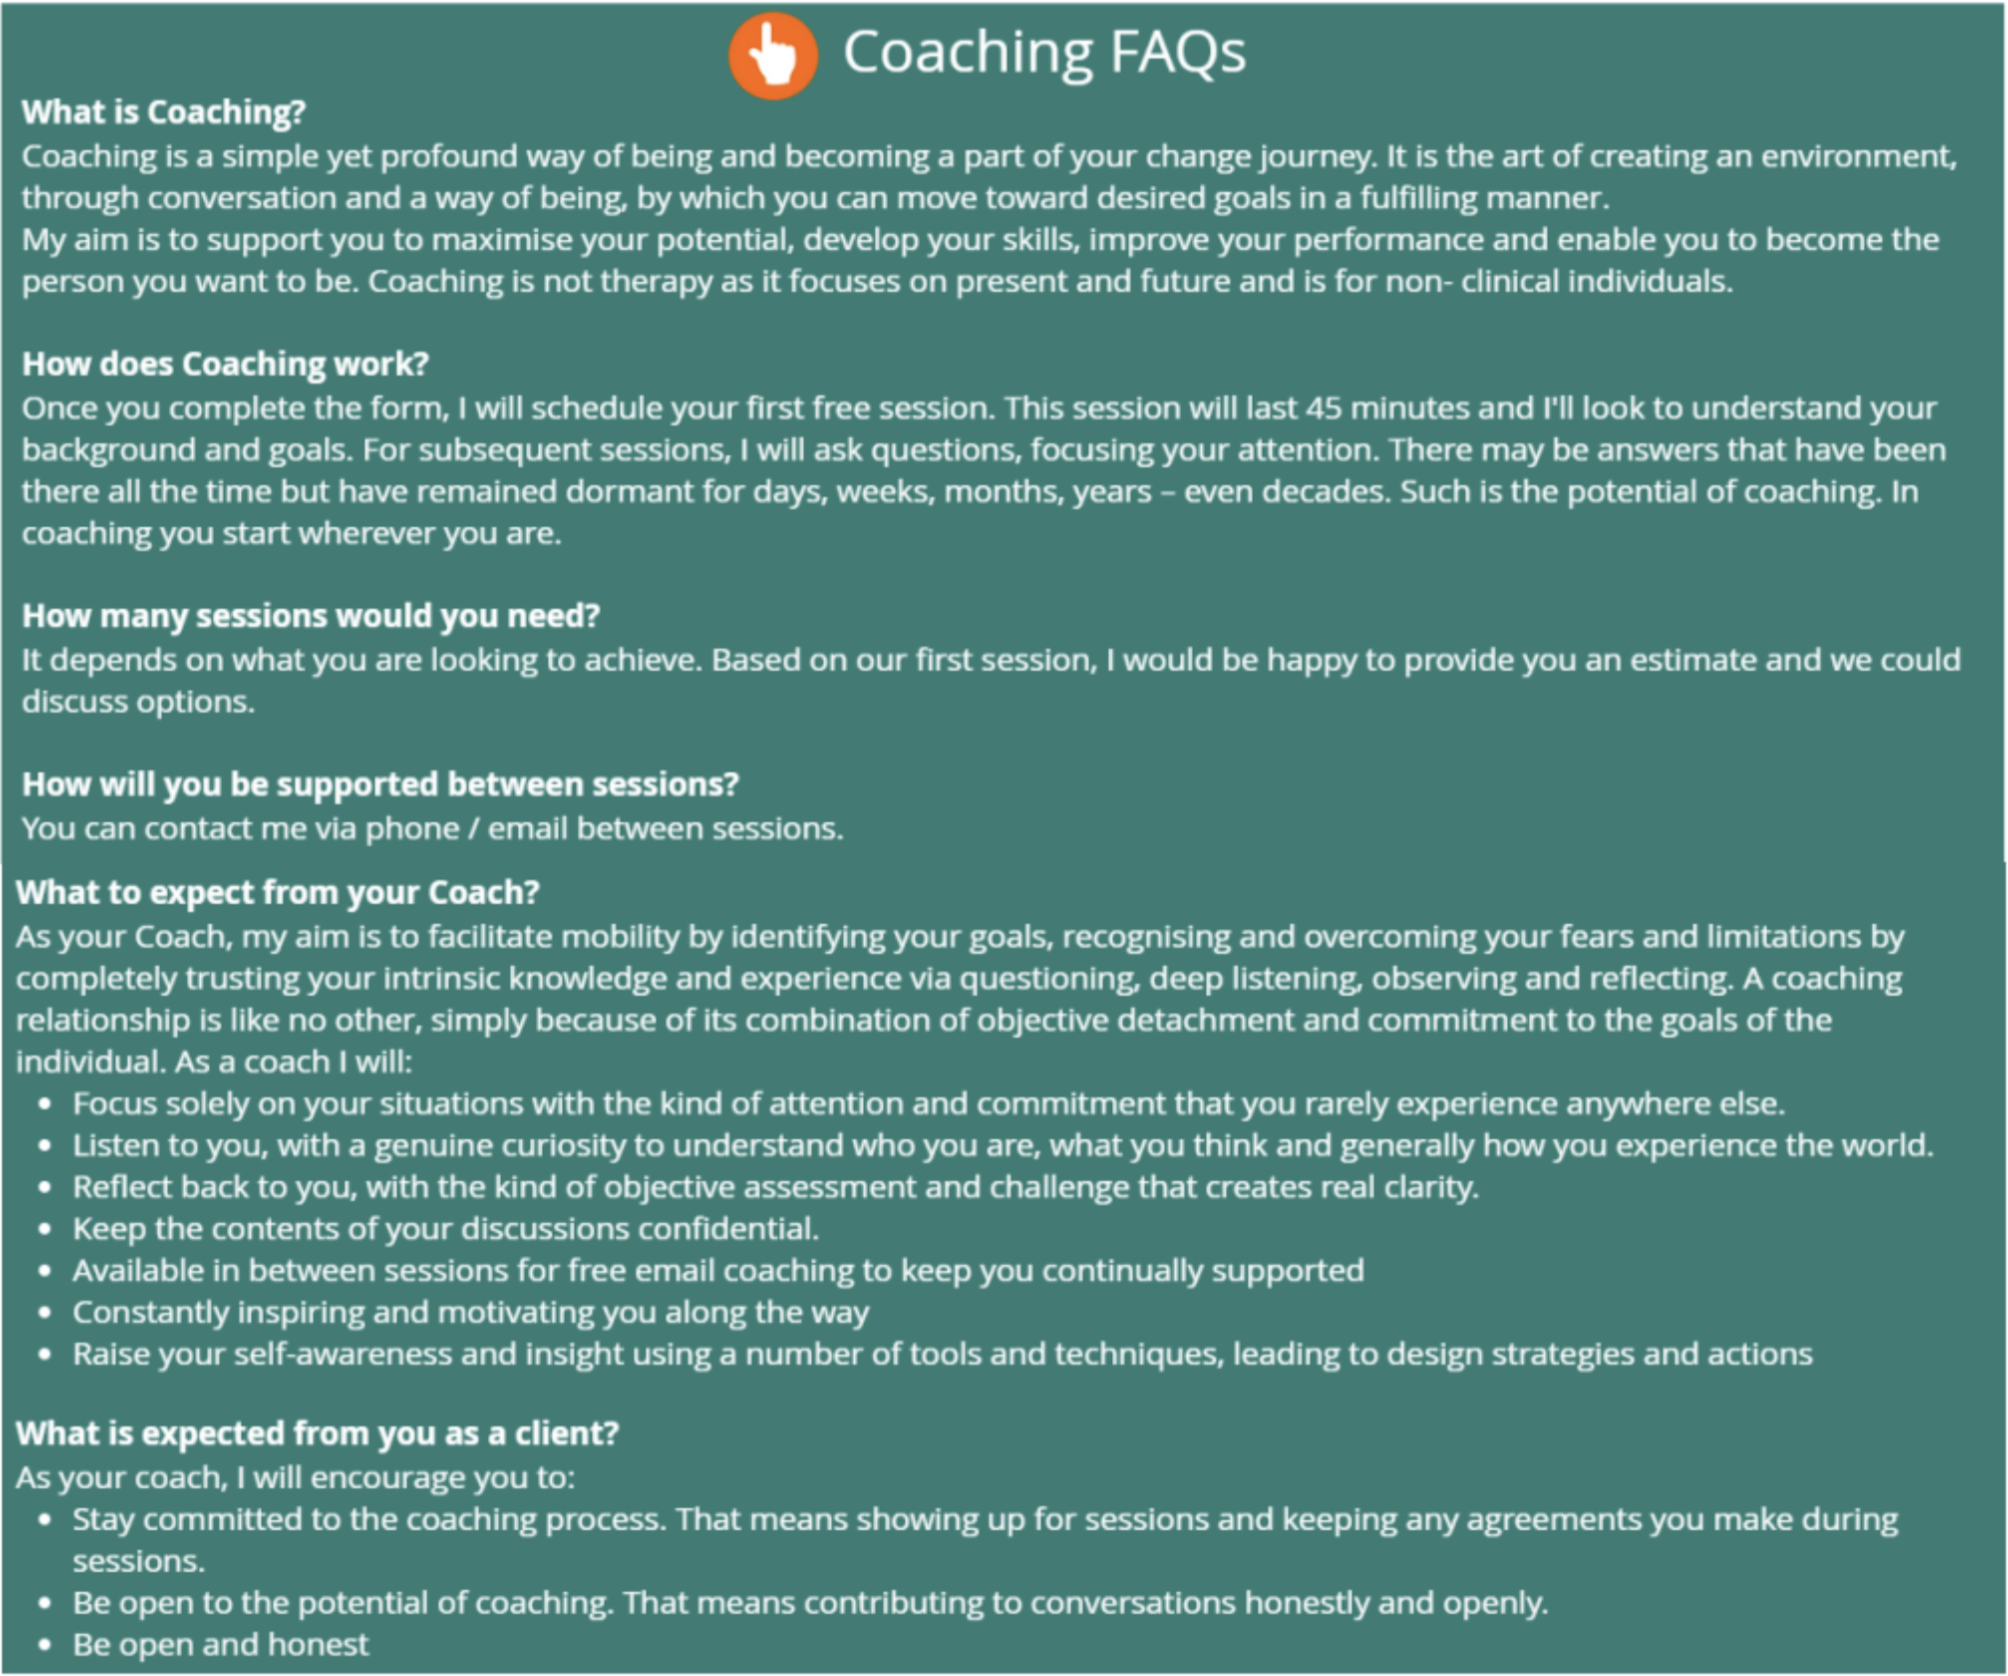 Coaching FAQs
What is Coaching?
Coaching is a simple yet profound way of being and becoming a part of your change journey. It is the art of creating an environment,
through conversation and a way of being, by which you can move toward desired goals in a fulfilling manner.
My aim is to support you to maximise your potential, develop your skills, improve your performance and enable you to become the
person you want to be. Coaching is not therapy as it focuses on present and future and is for non- clinical individuals.
How does Coaching work?
Once you complete the form, I will schedule your first free session. This session will last 45 minutes and I'll look to understand your
background and goals. For subsequent sessions, I will ask questions, focusing your attention. There may be answers that have been
there all the time but have remained dormant for days, weeks, months, years – even decades. Such is the potential of coaching. In
coaching you start wherever you are.
How many sessions would you need?
It depends on what you are looking to achieve. Based on our first session, I would be happy to provide you an estimate and we could
discuss options.
How will you be supported between sessions?
You can contact me via phone / email between sessions.
What to expect from your Coach?
As your Coach, my aim is to facilitate mobility by identifying your goals, recognising and overcoming your fears and limitations by
completely trusting your intrinsic knowledge and experience via questioning, deep listening, observing and reflecting. A coaching
relationship is like no other, simply because of its combination of objective detachment and commitment to the goals of the
individual. As a coach I will:
• Focus solely on your situations with the kind of attention and commitment that you rarely experience anywhere else.
• Listen to you, with a genuine curiosity to understand who you are, what you think and generally how you experience the world.
• Reflect back to you, with the kind of objective assessment and challenge that creates real clarity.
• Keep the contents of your discussions confidential.
• Available in between sessions for free email coaching to keep you continually supported
• Constantly inspiring and motivating you along the way
• Raise your self-awareness and insight using a number of tools and techniques, leading to design strategies and actions
What is expected from you as a client?
As your coach, I will encourage you to:
• Stay committed to the coaching process. That means showing up for sessions and keeping any agreements you make during
sessions.
• Be open to the potential of coaching. That means contributing to conversations honestly and openly.
• Be open and honest